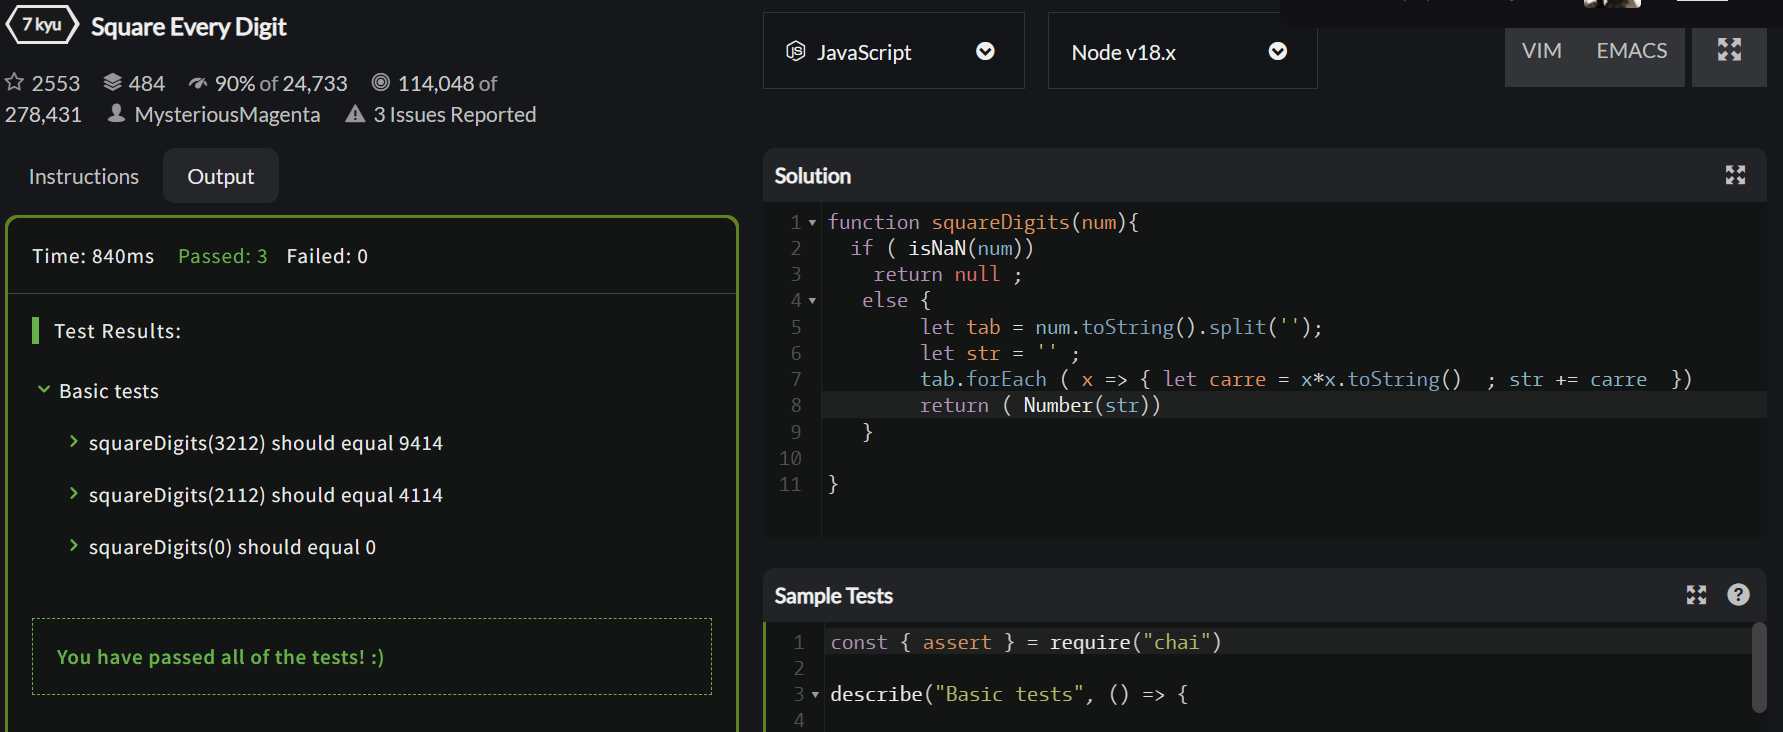 7 kyu Square Every Digit
2553 484 90% of 24,733 114,048 of
278,431 MysteriousMagenta 3 Issues Reported
Instructions Output
Time: 840ms Passed: 3 Failed: 0
Test Results:
Basic tests
squareDigits(3212) should equal 9414
squareDigits(2112) should equal 4114
squareDigits(0) should equal 0
You have passed all of the tests! :)
JavaScript Node v18.x VIM EMACS
Solution
1 function squareDigits(num){
2 if ( isNaN(num))
3 return null ;
4 else {
5 let tab = num.toString().split('');
6 let str = '' ;
7 tab.forEach ( x => { let carre = x*x.toString() ; str += carre })
8 return ( Number(str))
9 }
10
11 }
Sample Tests ?
1 const { assert } = require("chai")
2
3 describe("Basic tests", () => {
4